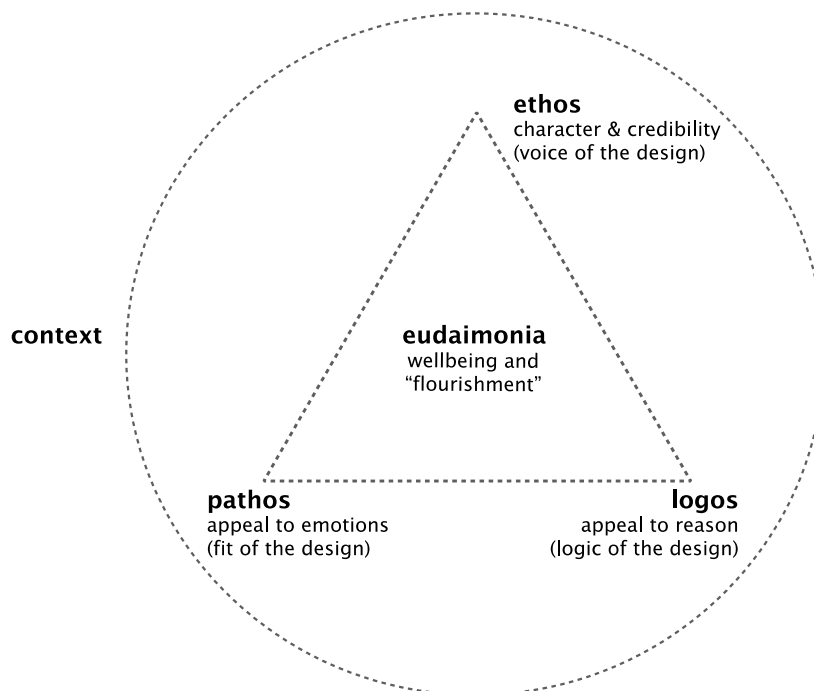 ethos
character & credibility
(voice of the design)
context
eudaimonia
wellbeing and
“flourishment”
pathos
appeal to emotions
(fit of the design)
logos
appeal to reason
(logic of the design)